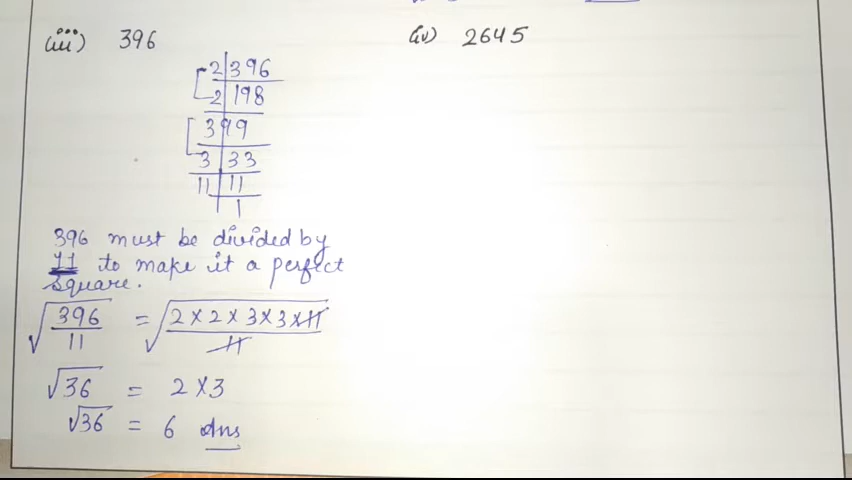 (iii) 396
2 | 396
2 | 198
3 | 99
3 | 33
11 | 11
1
396 must be divided by
11 to make it a perfect
square.
√396/11 = √2×2×3×3×11/11
√36 = 2×3
√36 = 6 Ans
(iv) 2645